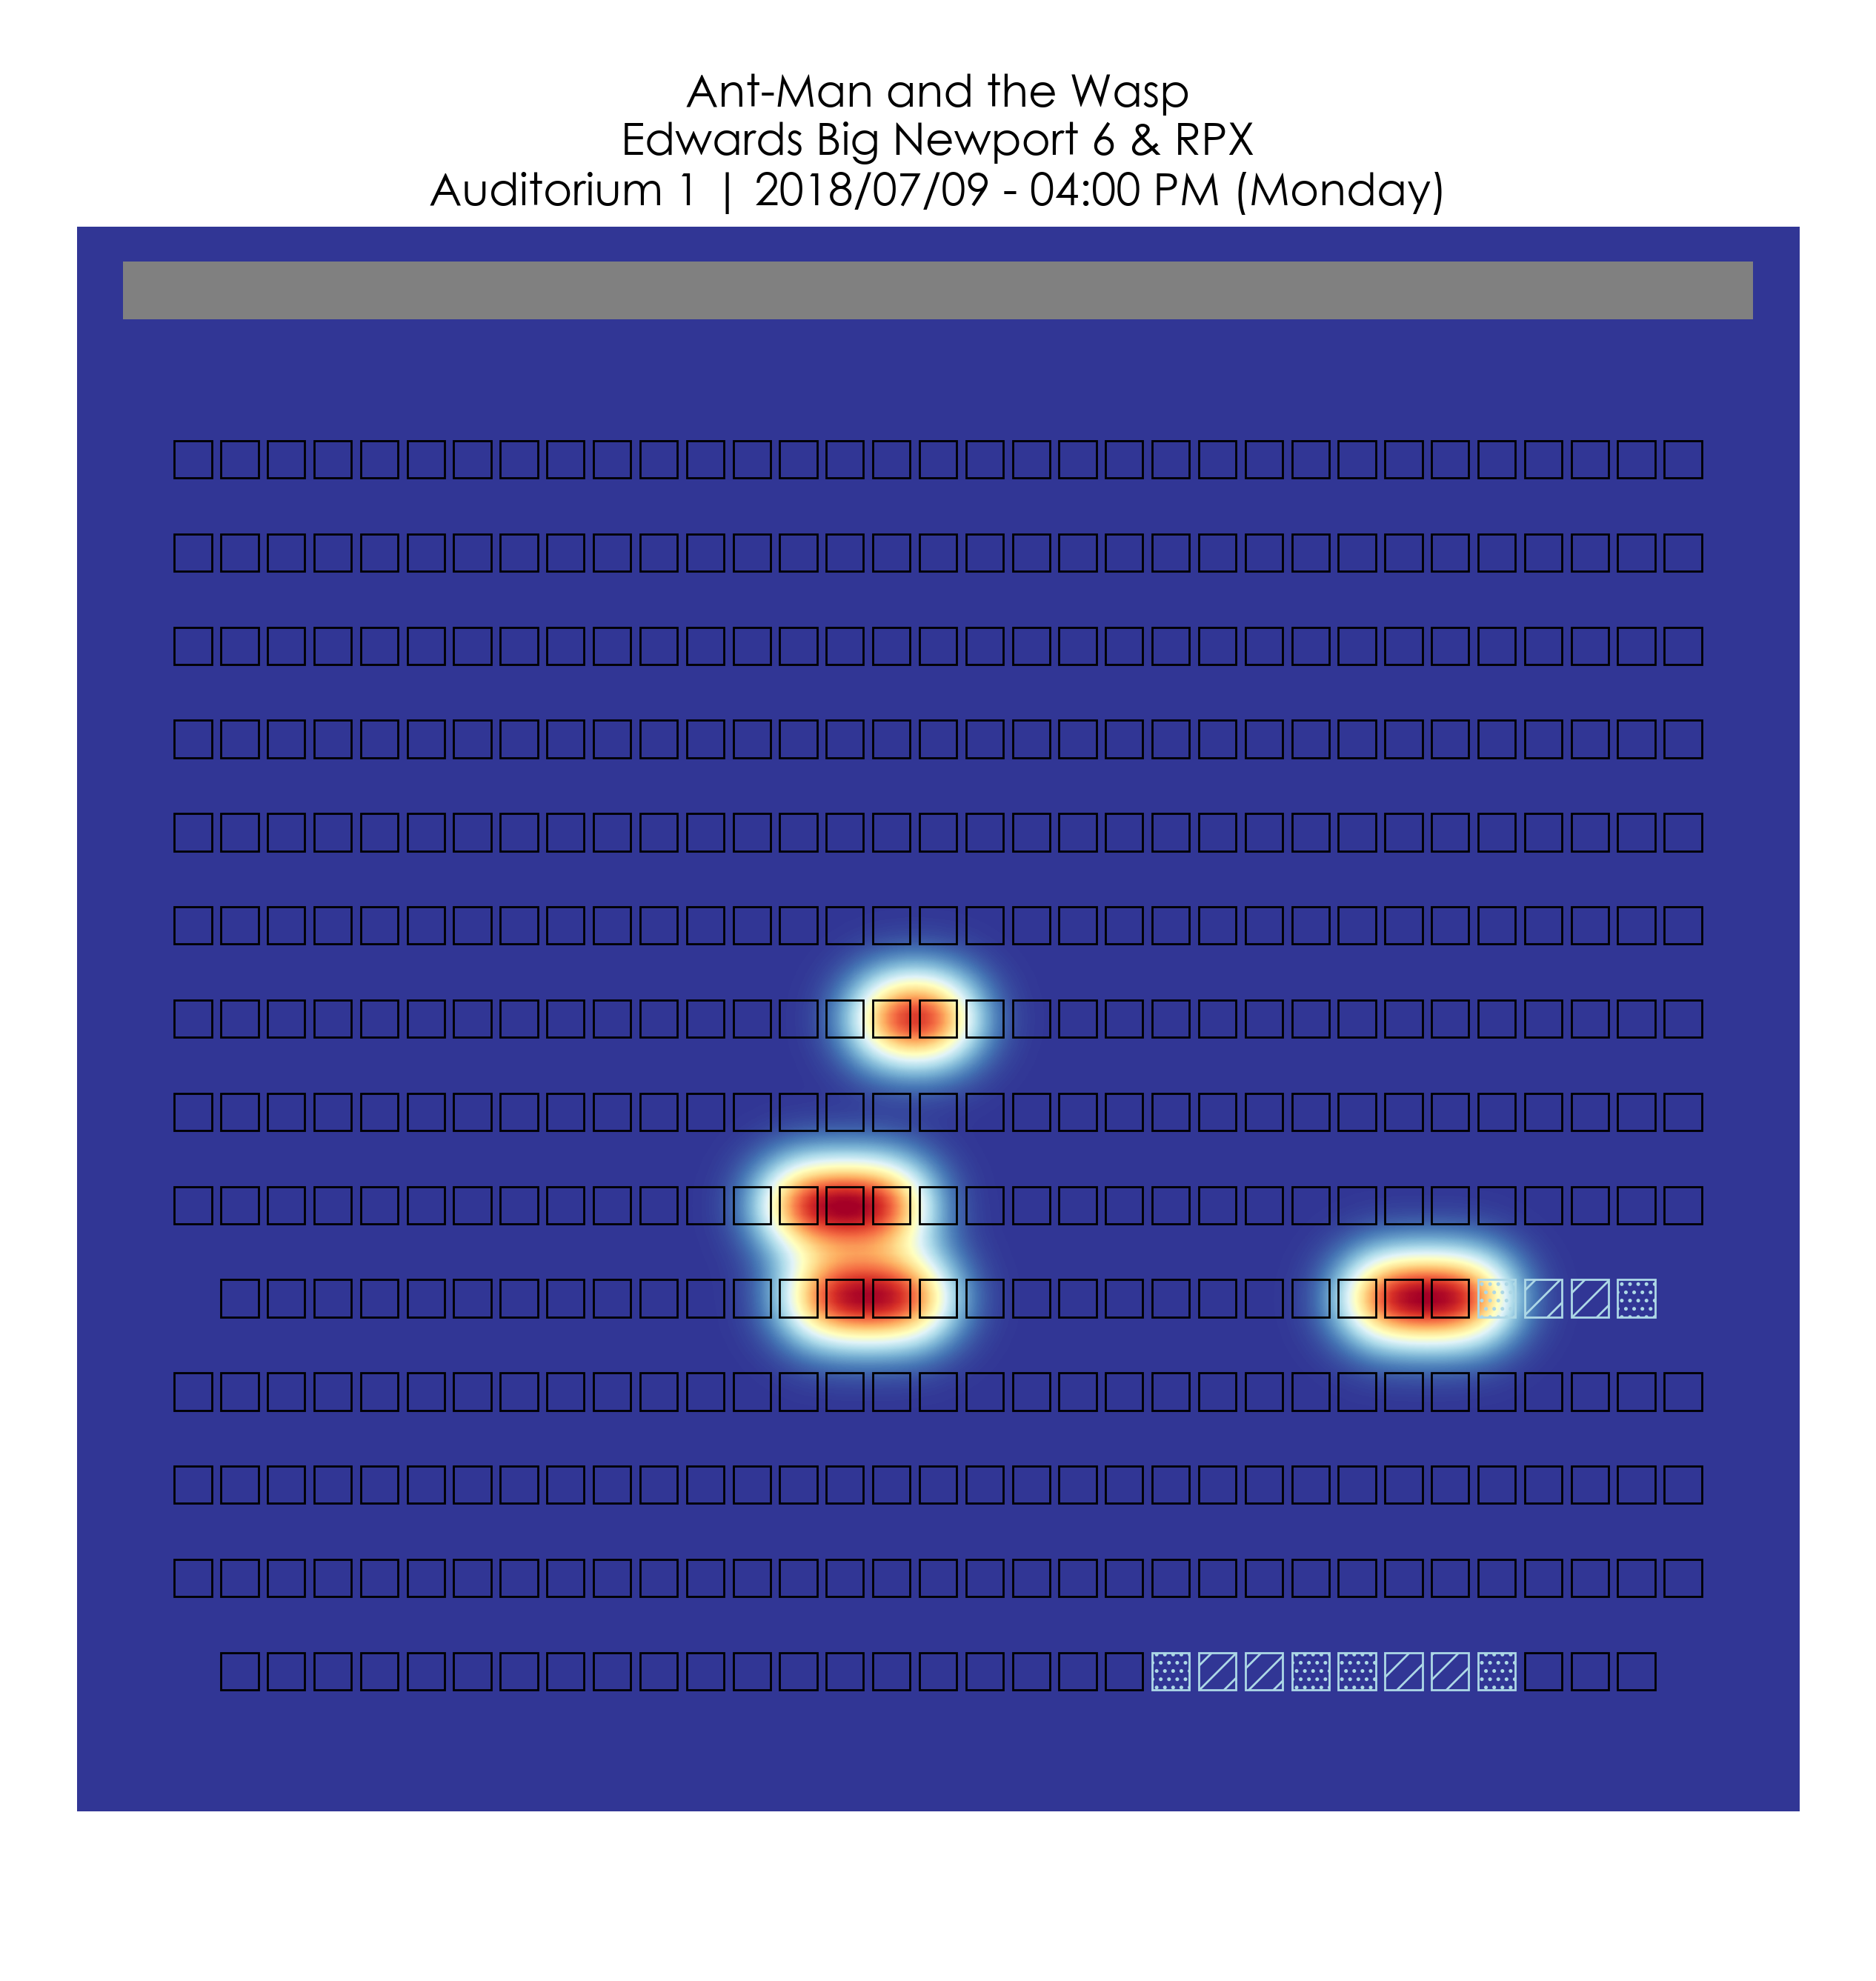 Ant-Man and the Wasp
Edwards Big Newport 6 & RPX
Auditorium 1 | 2018/07/09 - 04:00 PM (Monday)